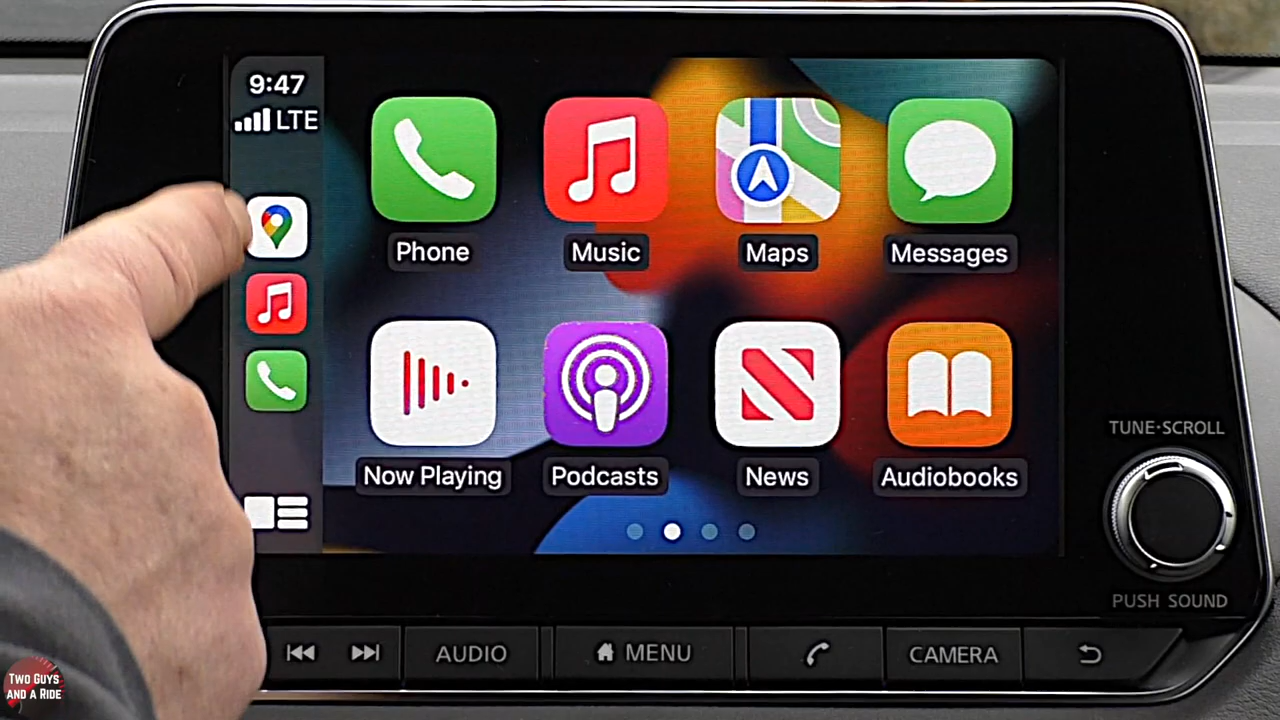 9:47
LTE
Phone
Music
Maps
Messages
Now Playing
Podcasts
News
Audiobooks
TUNE·SCROLL
PUSH SOUND
AUDIO
MENU
CAMERA
TWO GUYS
AND A RIDE